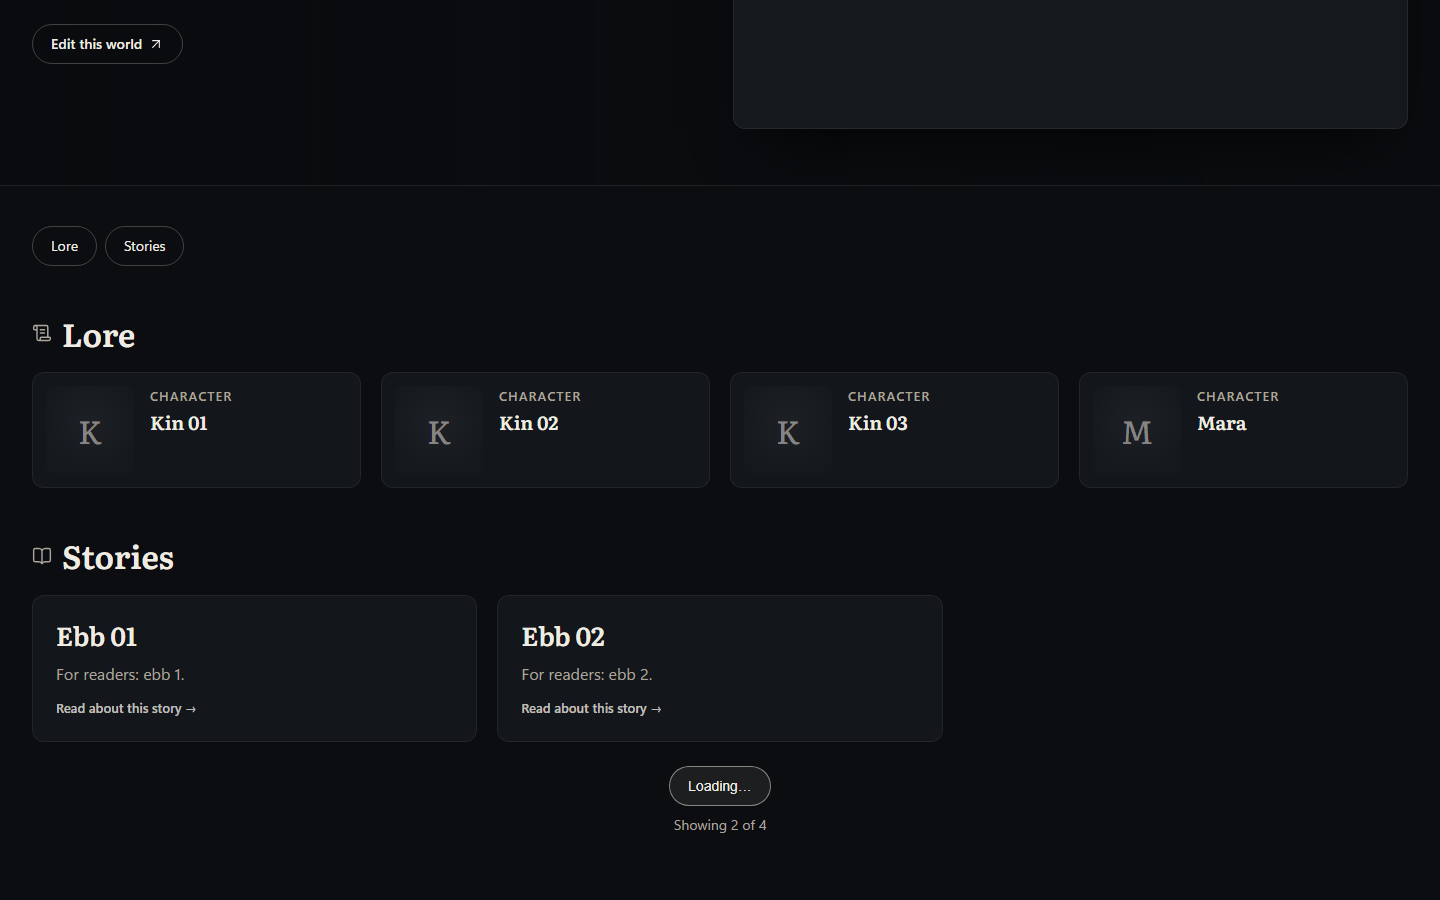 Edit this world
Lore
Stories
Lore
K
CHARACTER
Kin 01
K
CHARACTER
Kin 02
K
CHARACTER
Kin 03
M
CHARACTER
Mara
Stories
Ebb 01
For readers: ebb 1.
Read about this story →
Ebb 02
For readers: ebb 2.
Read about this story →
Loading…
Showing 2 of 4